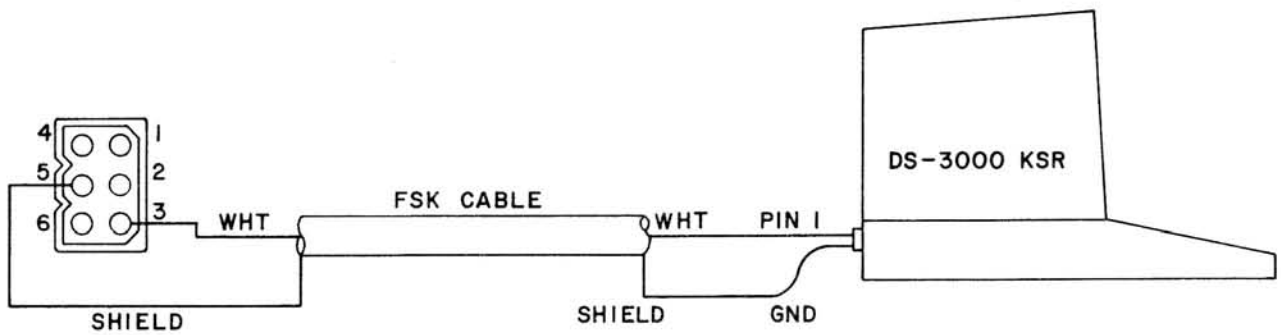 4 1
5 2
6 3
WHT
FSK CABLE
WHT
PIN 1
DS-3000 KSR
SHIELD
SHIELD
GND